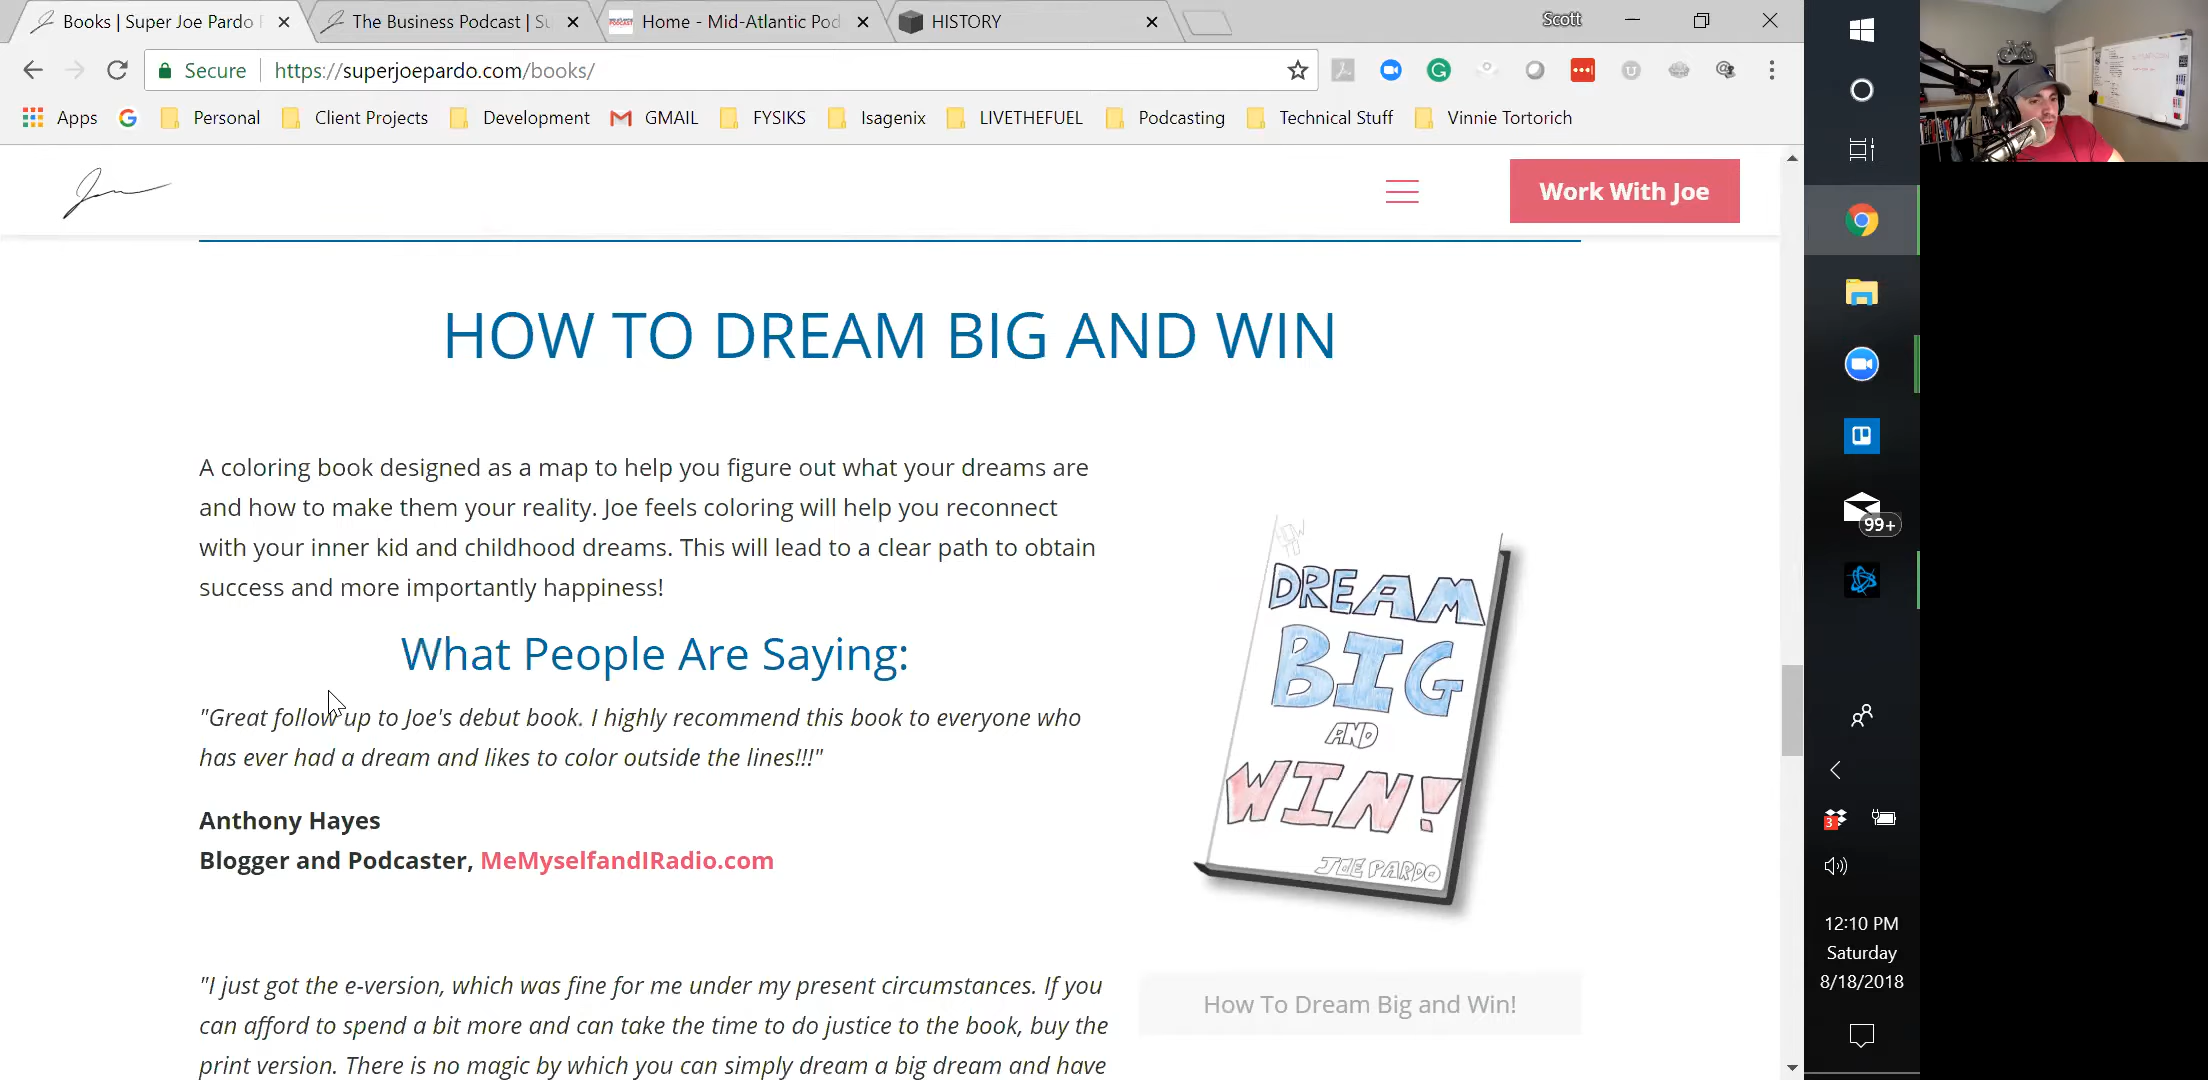 Books | Super Joe Pardo
The Business Podcast | Su
Home - Mid-Atlantic Pod
HISTORY
Scott
Secure
https://superjoepardo.com/books/
Apps
Personal
Client Projects
Development
GMAIL
FYSIKS
Isagenix
LIVETHEFUEL
Podcasting
Technical Stuff
Vinnie Tortorich
Work With Joe
HOW TO DREAM BIG AND WIN
A coloring book designed as a map to help you figure out what your dreams are
and how to make them your reality. Joe feels coloring will help you reconnect
with your inner kid and childhood dreams. This will lead to a clear path to obtain
success and more importantly happiness!
What People Are Saying:
"Great follow up to Joe's debut book. I highly recommend this book to everyone who
has ever had a dream and likes to color outside the lines!!!"
Anthony Hayes
Blogger and Podcaster, MeMyselfandIRadio.com
"I just got the e-version, which was fine for me under my present circumstances. If you
can afford to spend a bit more and can take the time to do justice to the book, buy the
print version. There is no magic by which you can simply dream a big dream and have
HOW
TO
DREAM
BIG
AND
WIN!
JOE PARDO
How To Dream Big and Win!
99+
3
12:10 PM
Saturday
8/18/2018